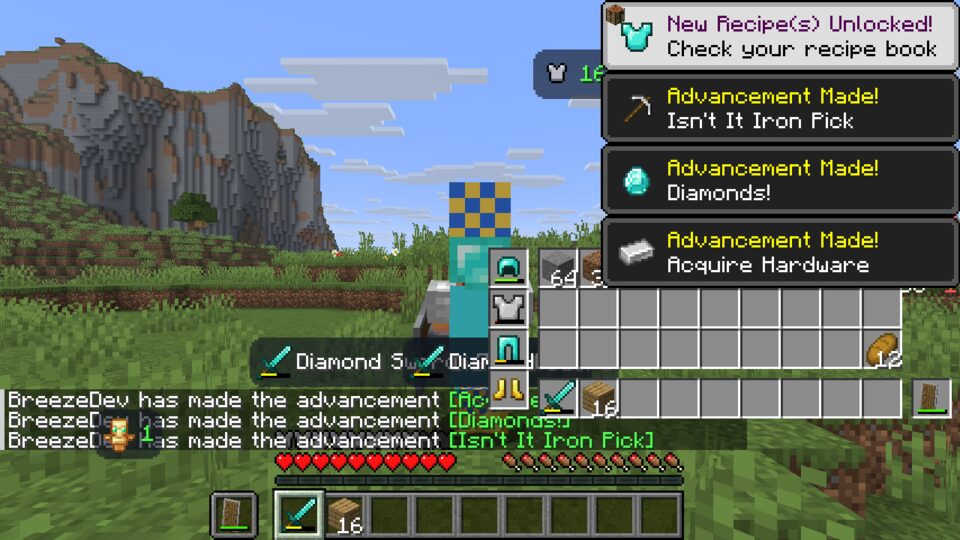 New Recipe(s) Unlocked!
Check your recipe book
16
Advancement Made!
Isn't It Iron Pick
Advancement Made!
Diamonds!
Advancement Made!
Acquire Hardware
64
12
Diamond
16
BreezeDev has made the advancement
BreezeDev has made the advancement [Diamonds!]
has made the advancement [Isn't It Iron Pick]
1
16